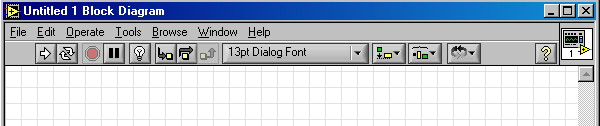 Untitled 1 Block Diagram
File Edit Operate Tools Browse Window Help
13pt Dialog Font ?
1